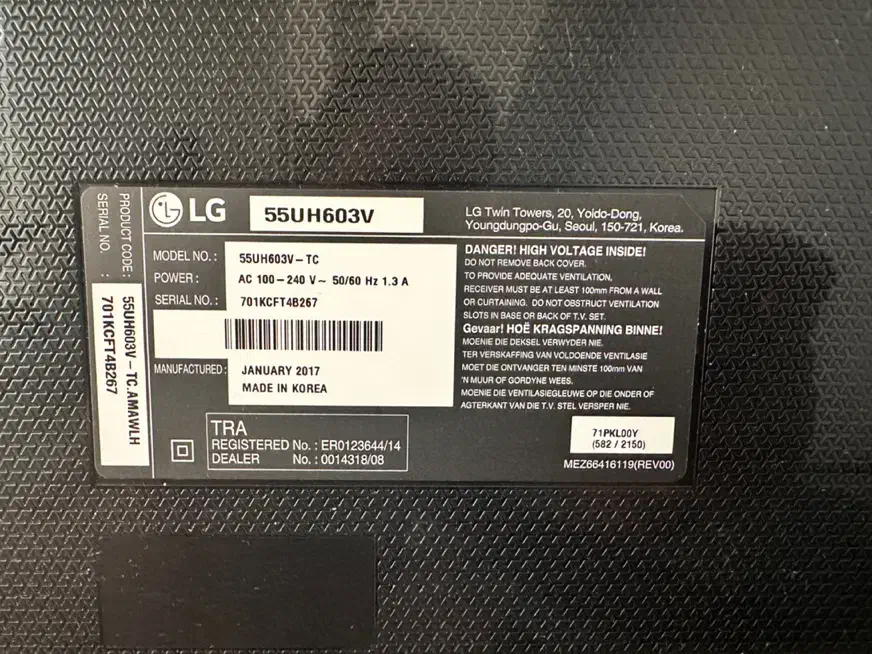 LG 55UH603V
LG Twin Towers, 20, Yoido-Dong,
Youngdungpo-Gu, Seoul, 150-721, Korea.
PRODUCT CODE : 55UH603V-TC.AMAWLH
SERIAL NO. : 701KCFT4B267
MODEL NO. : 55UH603V-TC
POWER : AC 100-240 V~ 50/60 Hz 1.3 A
SERIAL NO. : 701KCFT4B267
MANUFACTURED : JANUARY 2017
MADE IN KOREA
TRA
REGISTERED No. : ER0123644/14
DEALER No. : 0014318/08
DANGER! HIGH VOLTAGE INSIDE!
DO NOT REMOVE BACK COVER.
TO PROVIDE ADEQUATE VENTILATION,
RECEIVER MUST BE AT LEAST 100mm FROM A WALL
OR CURTAINING. DO NOT OBSTRUCT VENTILATION
SLOTS IN BASE OR BACK OF T.V. SET.
Gevaar! HOË KRAGSPANNING BINNE!
MOENIE DIE DEKSEL VERWYDER NIE.
TER VERSKAFFING VAN VOLDOENDE VENTILASIE
MOET DIE ONTVANGER TEN MINSTE 100mm VAN
'N MUUR OF GORDYNE WEES.
MOENIE DIE VENTILASIEGLEUWE OP DIE ONDER OF
AGTERKANT VAN DIE T.V. STEL VERSPER NIE.
71PKL00Y
(582 / 2150)
MEZ66416119(REV00)